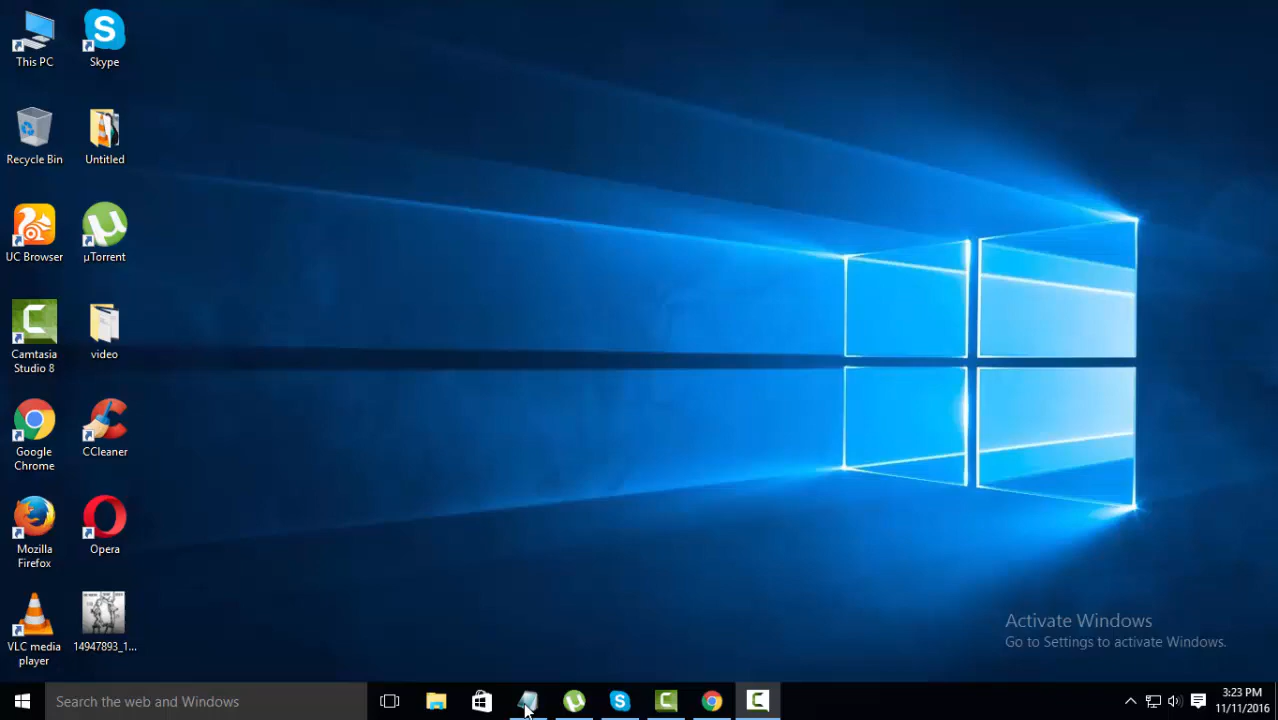 This PC
Skype
Recycle Bin
Untitled
UC Browser
µTorrent
Camtasia
Studio 8
video
Google
Chrome
CCleaner
Mozilla
Firefox
Opera
VLC media
player
14947893_1...
Activate Windows
Go to Settings to activate Windows.
Search the web and Windows
3:23 PM
11/11/2016